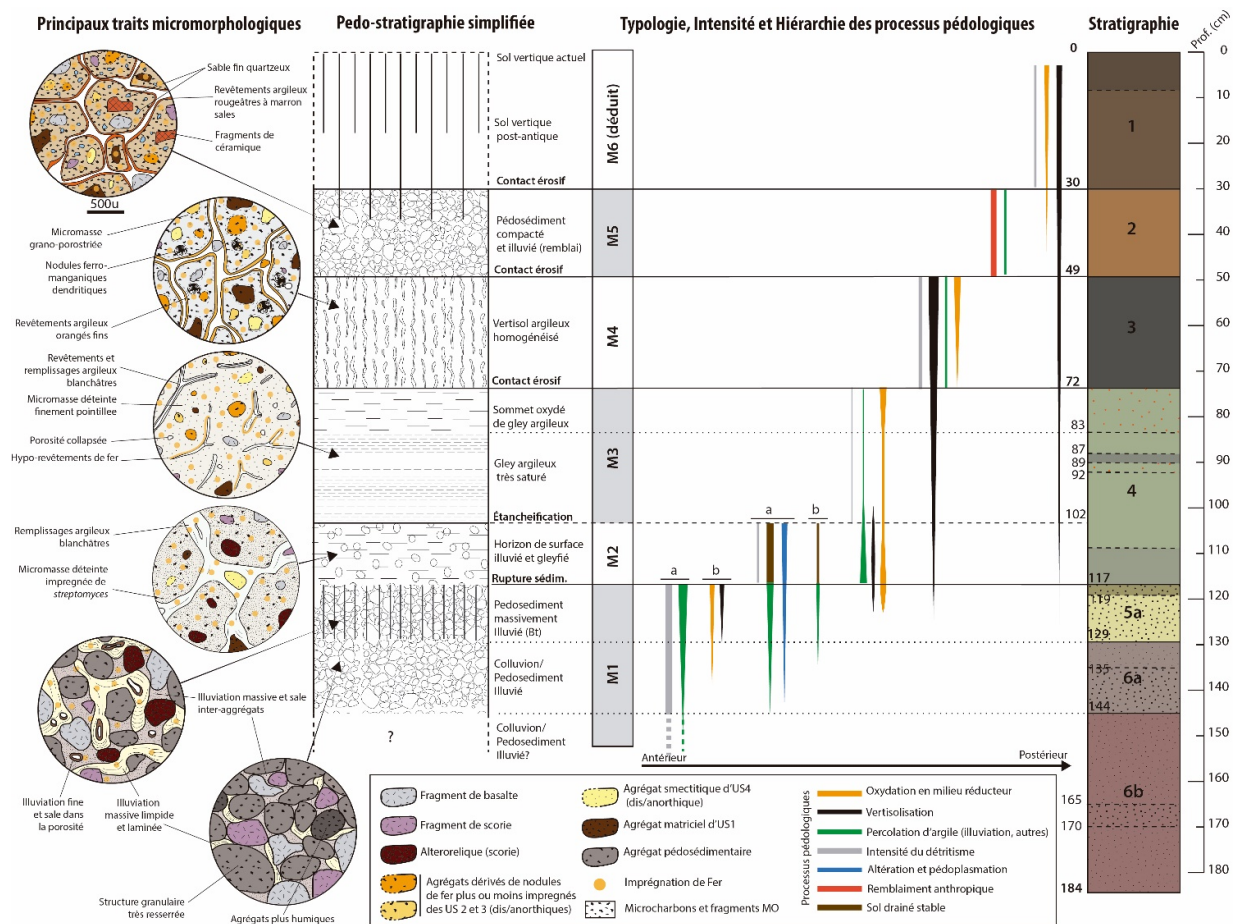 Principaux traits micromorphologiques
Pedo-stratigraphie simplifiée
Typologie, Intensité et Hiérarchie des processus pédologiques
Stratigraphie
Prof. (cm)
Sable fin quartzeux
Revêtements argileux
rougeâtres à marron
sales
Fragments de
céramique
500u
Micromasse
grano-porostriée
Nodules ferro-
manganiques
dendritiques
Revêtements argileux
orangés fins
Revêtements et
remplissages argileux
blanchâtres
Micromasse déteinte
finement pointillee
Porosité collapsée
Hypo-revêtements de fer
Remplissages argileux
blanchâtres
Micromasse déteinte
impregnée de
streptomyces
Illuviation massive et sale
inter-aggrégats
Illuviation fine
et sale dans
la porosité
Illuviation
massive limpide
et laminée
Structure granulaire
très resserrée
Agrégats plus humiques
Sol vertique actuel
Sol vertique
post-antique
Contact érosif
Pédosédiment
compacté
et illuvié (remblai)
Contact érosif
Vertisol argileux
homogénéisé
Contact érosif
Sommet oxydé
de gley argileux
Gley argileux
très saturé
Étancheification
Horizon de surface
illuvié et gleyfié
Rupture sédim.
Pedosediment
massivement
Illuvié (Bt)
Colluvion/
Pedosediment
Illuvié
Colluvion/
Pedosediment
Illuvié?
?
M6 (déduit)
M5
M4
M3
M2
M1
a
b
a
b
Antérieur
Postérieur
0
30
49
72
83
87
89
92
102
117
119
129
135
144
165
170
184
1
2
3
4
5a
6a
6b
0
10
20
30
40
50
60
70
80
90
100
110
120
130
140
150
160
170
180
Fragment de basalte
Fragment de scorie
Alterorelique (scorie)
Agrégats dérivés de nodules
de fer plus ou moins impregnés
des US 2 et 3 (dis/anorthiques)
Agrégat smectitique d'US4
(dis/anorthique)
Agrégat matriciel d'US1
Agrégat pédosédimentaire
Imprégnation de Fer
Microcharbons et fragments MO
Processus pédologiques
Oxydation en milieu réducteur
Vertisolisation
Percolation d'argile (illuviation, autres)
Intensité du détritisme
Altération et pédoplasmation
Remblaiment anthropique
Sol drainé stable